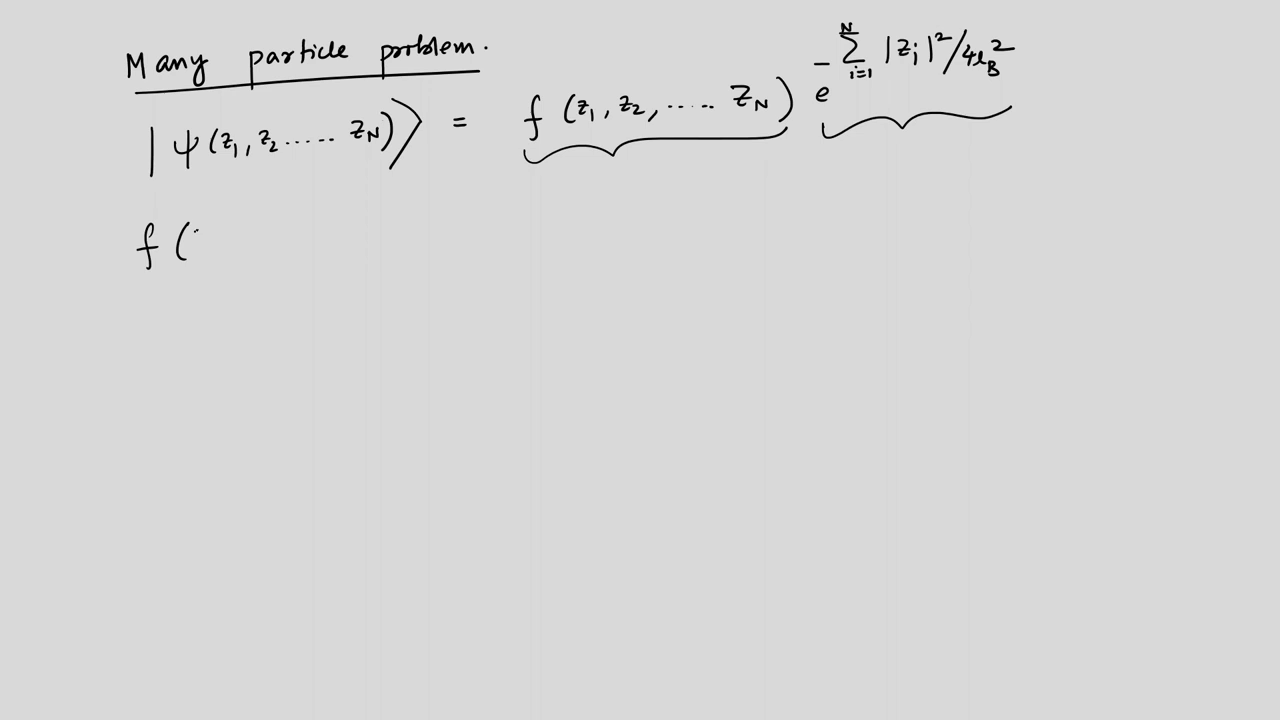 Many particle problem.
|ψ(z₁, z₂ ..... z_N)⟩ = f (z₁, z₂, ..... z_N) e^{- ∑_{i=1}^{N} |z_i|²/4ℓ_B²}
f (